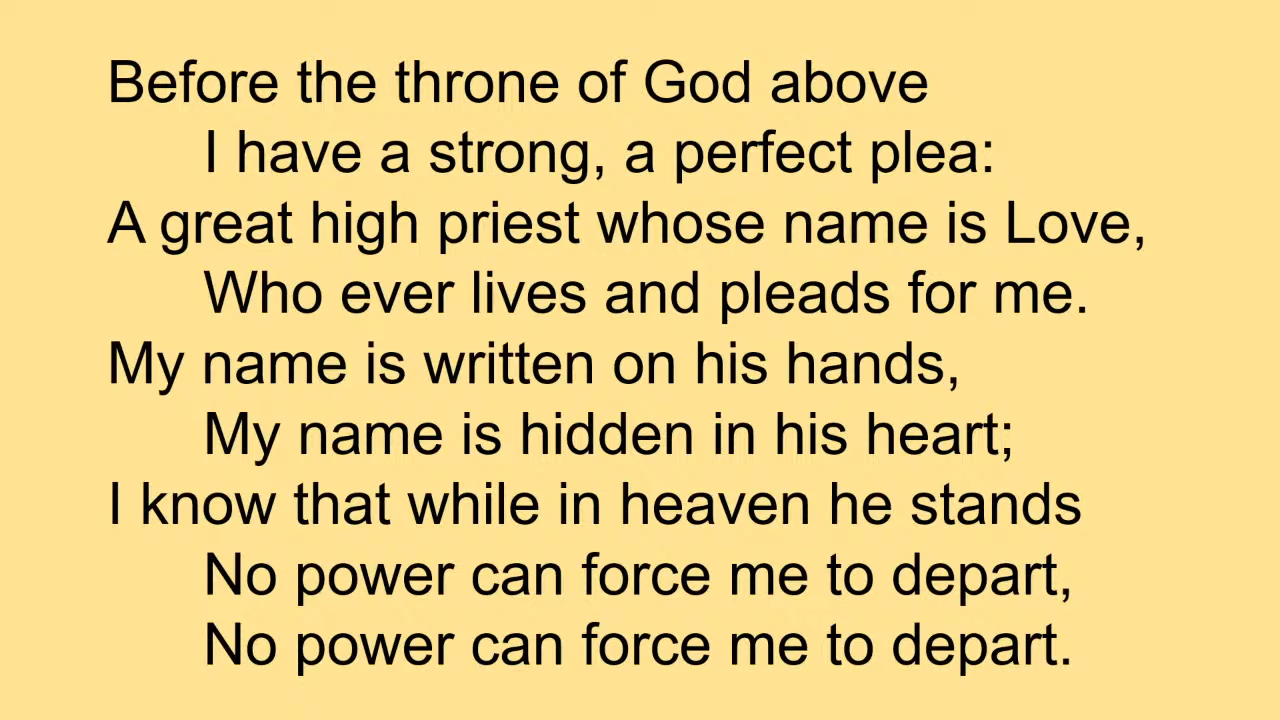 Before the throne of God above
I have a strong, a perfect plea:
A great high priest whose name is Love,
Who ever lives and pleads for me.
My name is written on his hands,
My name is hidden in his heart;
I know that while in heaven he stands
No power can force me to depart,
No power can force me to depart.